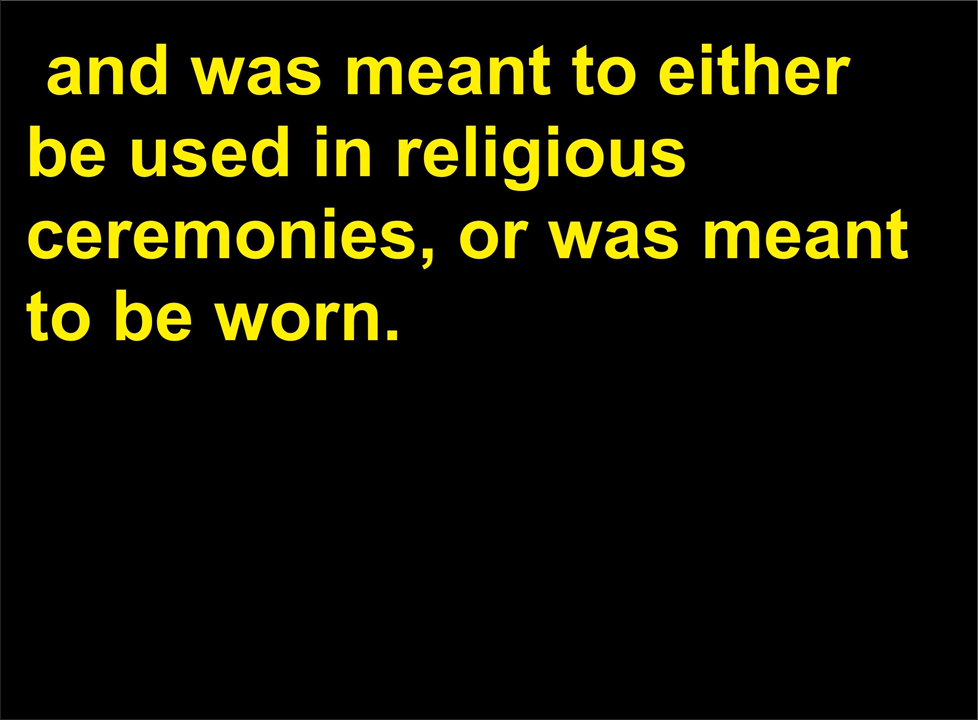 and was meant to either
be used in religious
ceremonies, or was meant
to be worn.